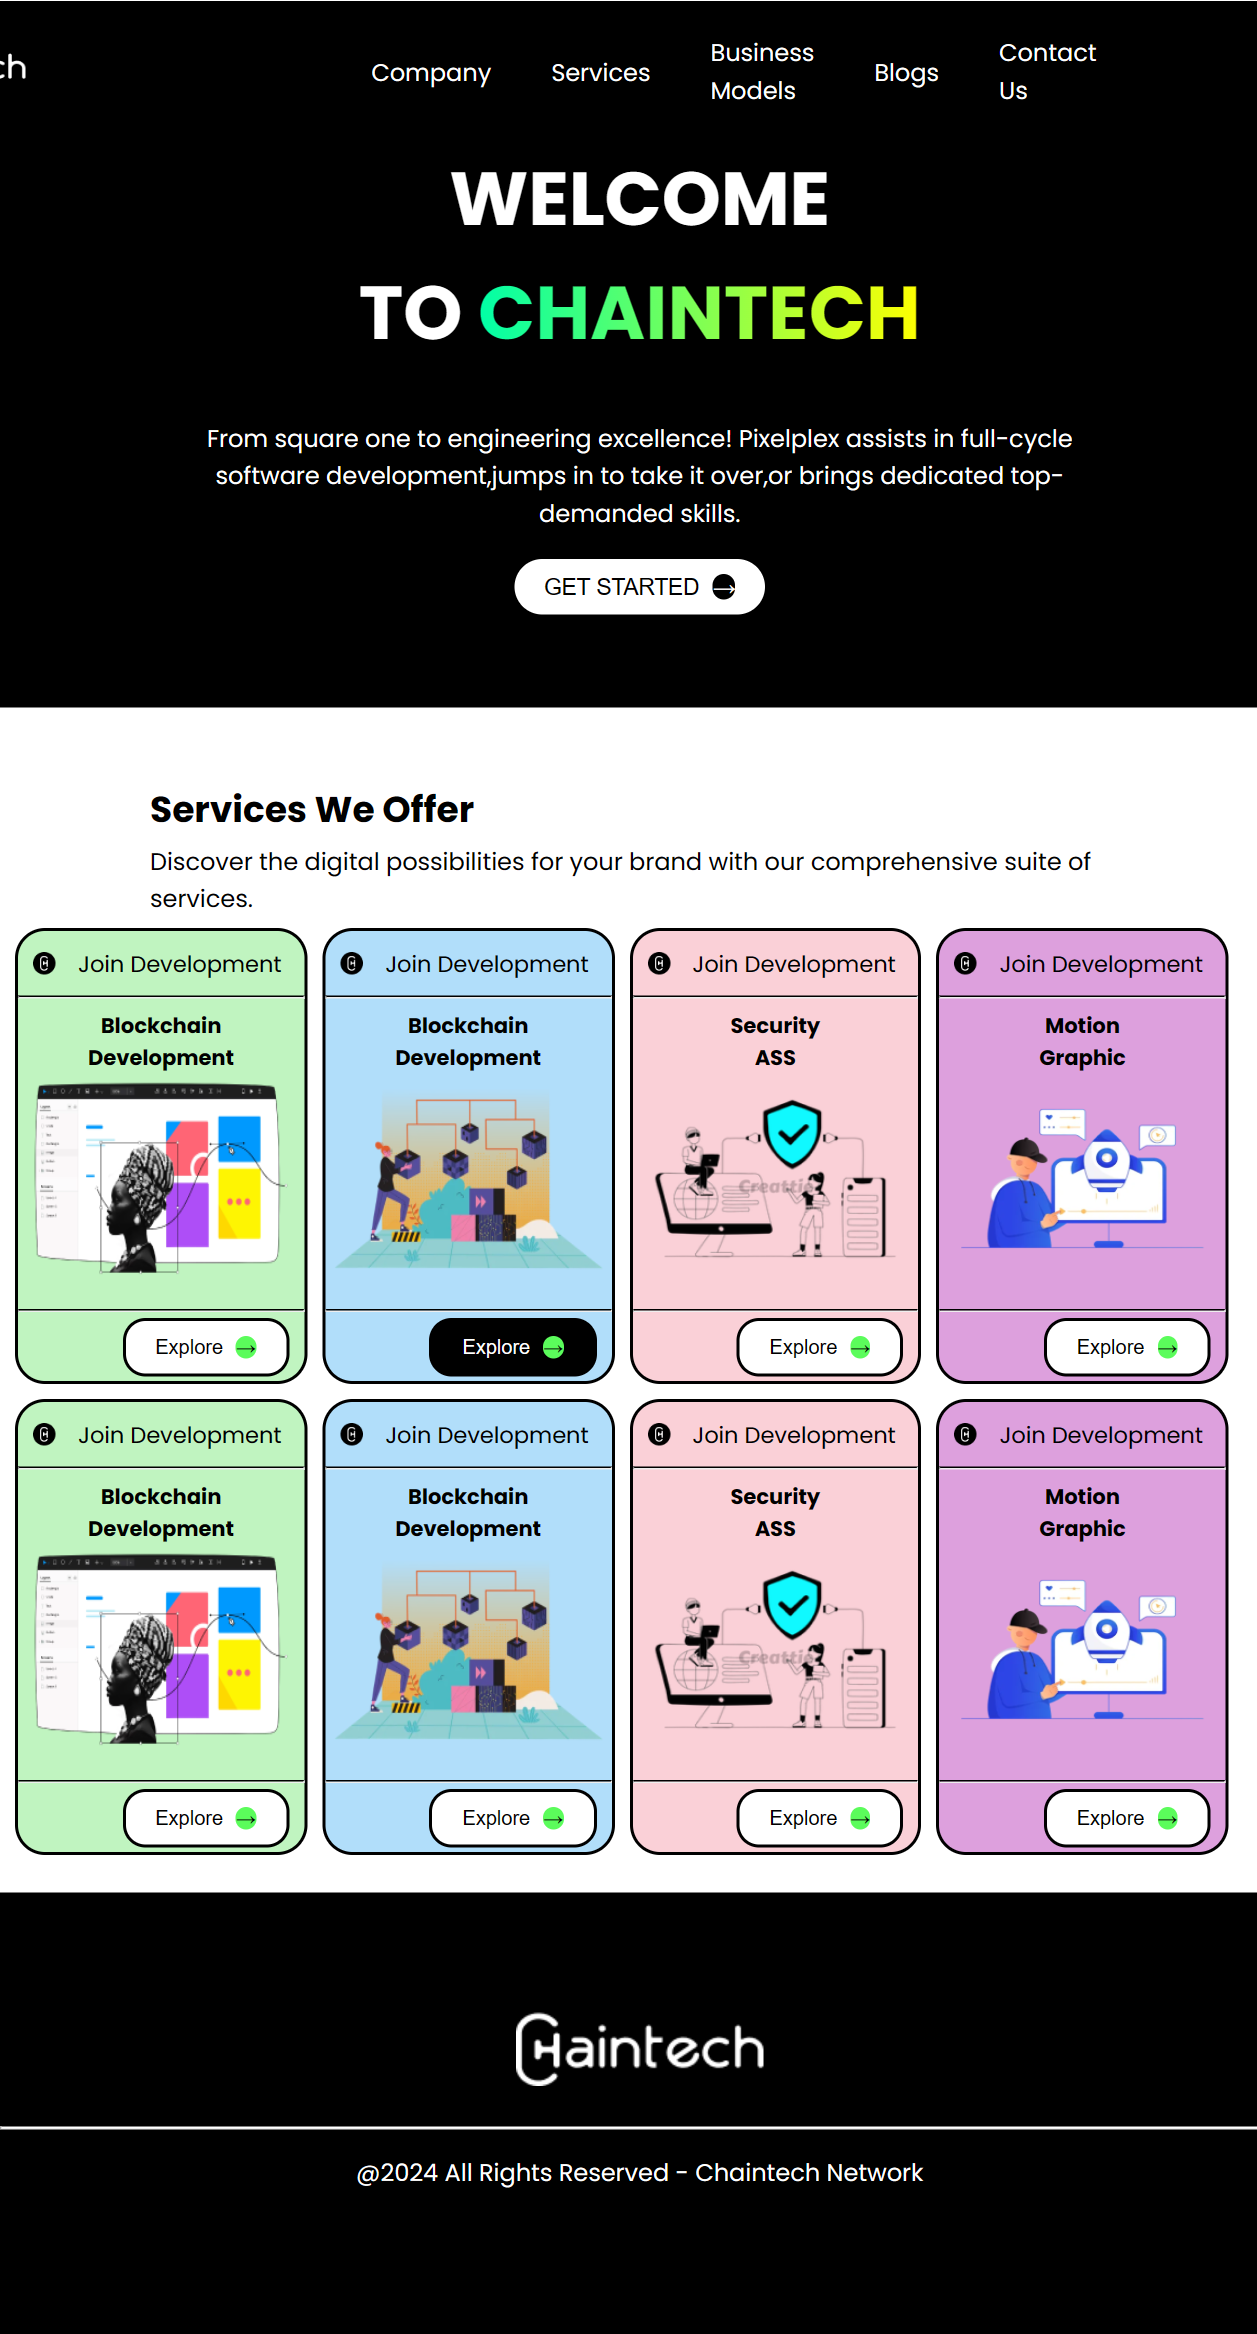 ch
Company
Services
Business
Models
Blogs
Contact
Us
WELCOME
TO CHAINTECH
From square one to engineering excellence! Pixelplex assists in full-cycle
software development,jumps in to take it over,or brings dedicated top-
demanded skills.
GET STARTED →
Services We Offer
Discover the digital possibilities for your brand with our comprehensive suite of
services.
Join Development
Blockchain
Development
Explore →
Join Development
Blockchain
Development
Explore →
Join Development
Security
ASS
Creattie
Explore →
Join Development
Motion
Graphic
Explore →
Join Development
Blockchain
Development
Explore →
Join Development
Blockchain
Development
Explore →
Join Development
Security
ASS
Creattie
Explore →
Join Development
Motion
Graphic
Explore →
Chaintech
@2024 All Rights Reserved - Chaintech Network